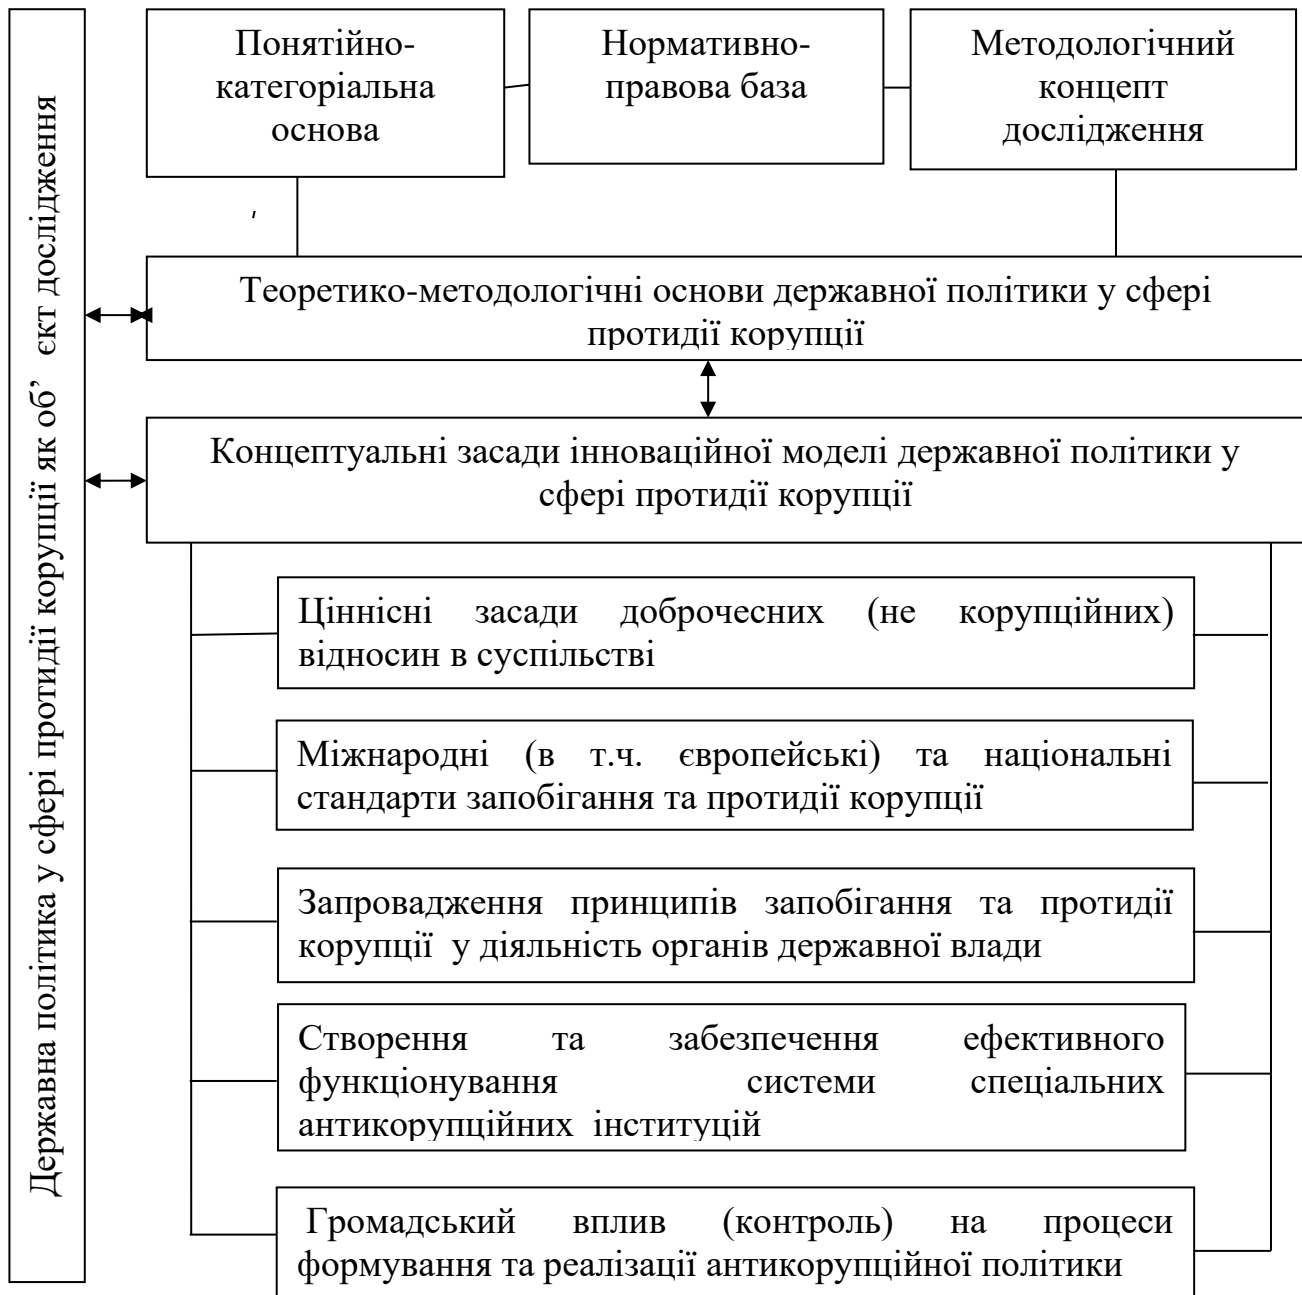 Державна політика у сфері протидії корупції як об’ єкт дослідження
Понятійно-
категоріальна
основа
Нормативно-
правова база
Методологічний
концепт
дослідження
Теоретико-методологічні основи державної політики у сфері
протидії корупції
Концептуальні засади інноваційної моделі державної політики у
сфері протидії корупції
Ціннісні засади доброчесних (не корупційних)
відносин в суспільстві
Міжнародні (в т.ч. європейські) та національні
стандарти запобігання та протидії корупції
Запровадження принципів запобігання та протидії
корупції у діяльність органів державної влади
Створення та забезпечення ефективного
функціонування системи спеціальних
антикорупційних інституцій
Громадський вплив (контроль) на процеси
формування та реалізації антикорупційної політики